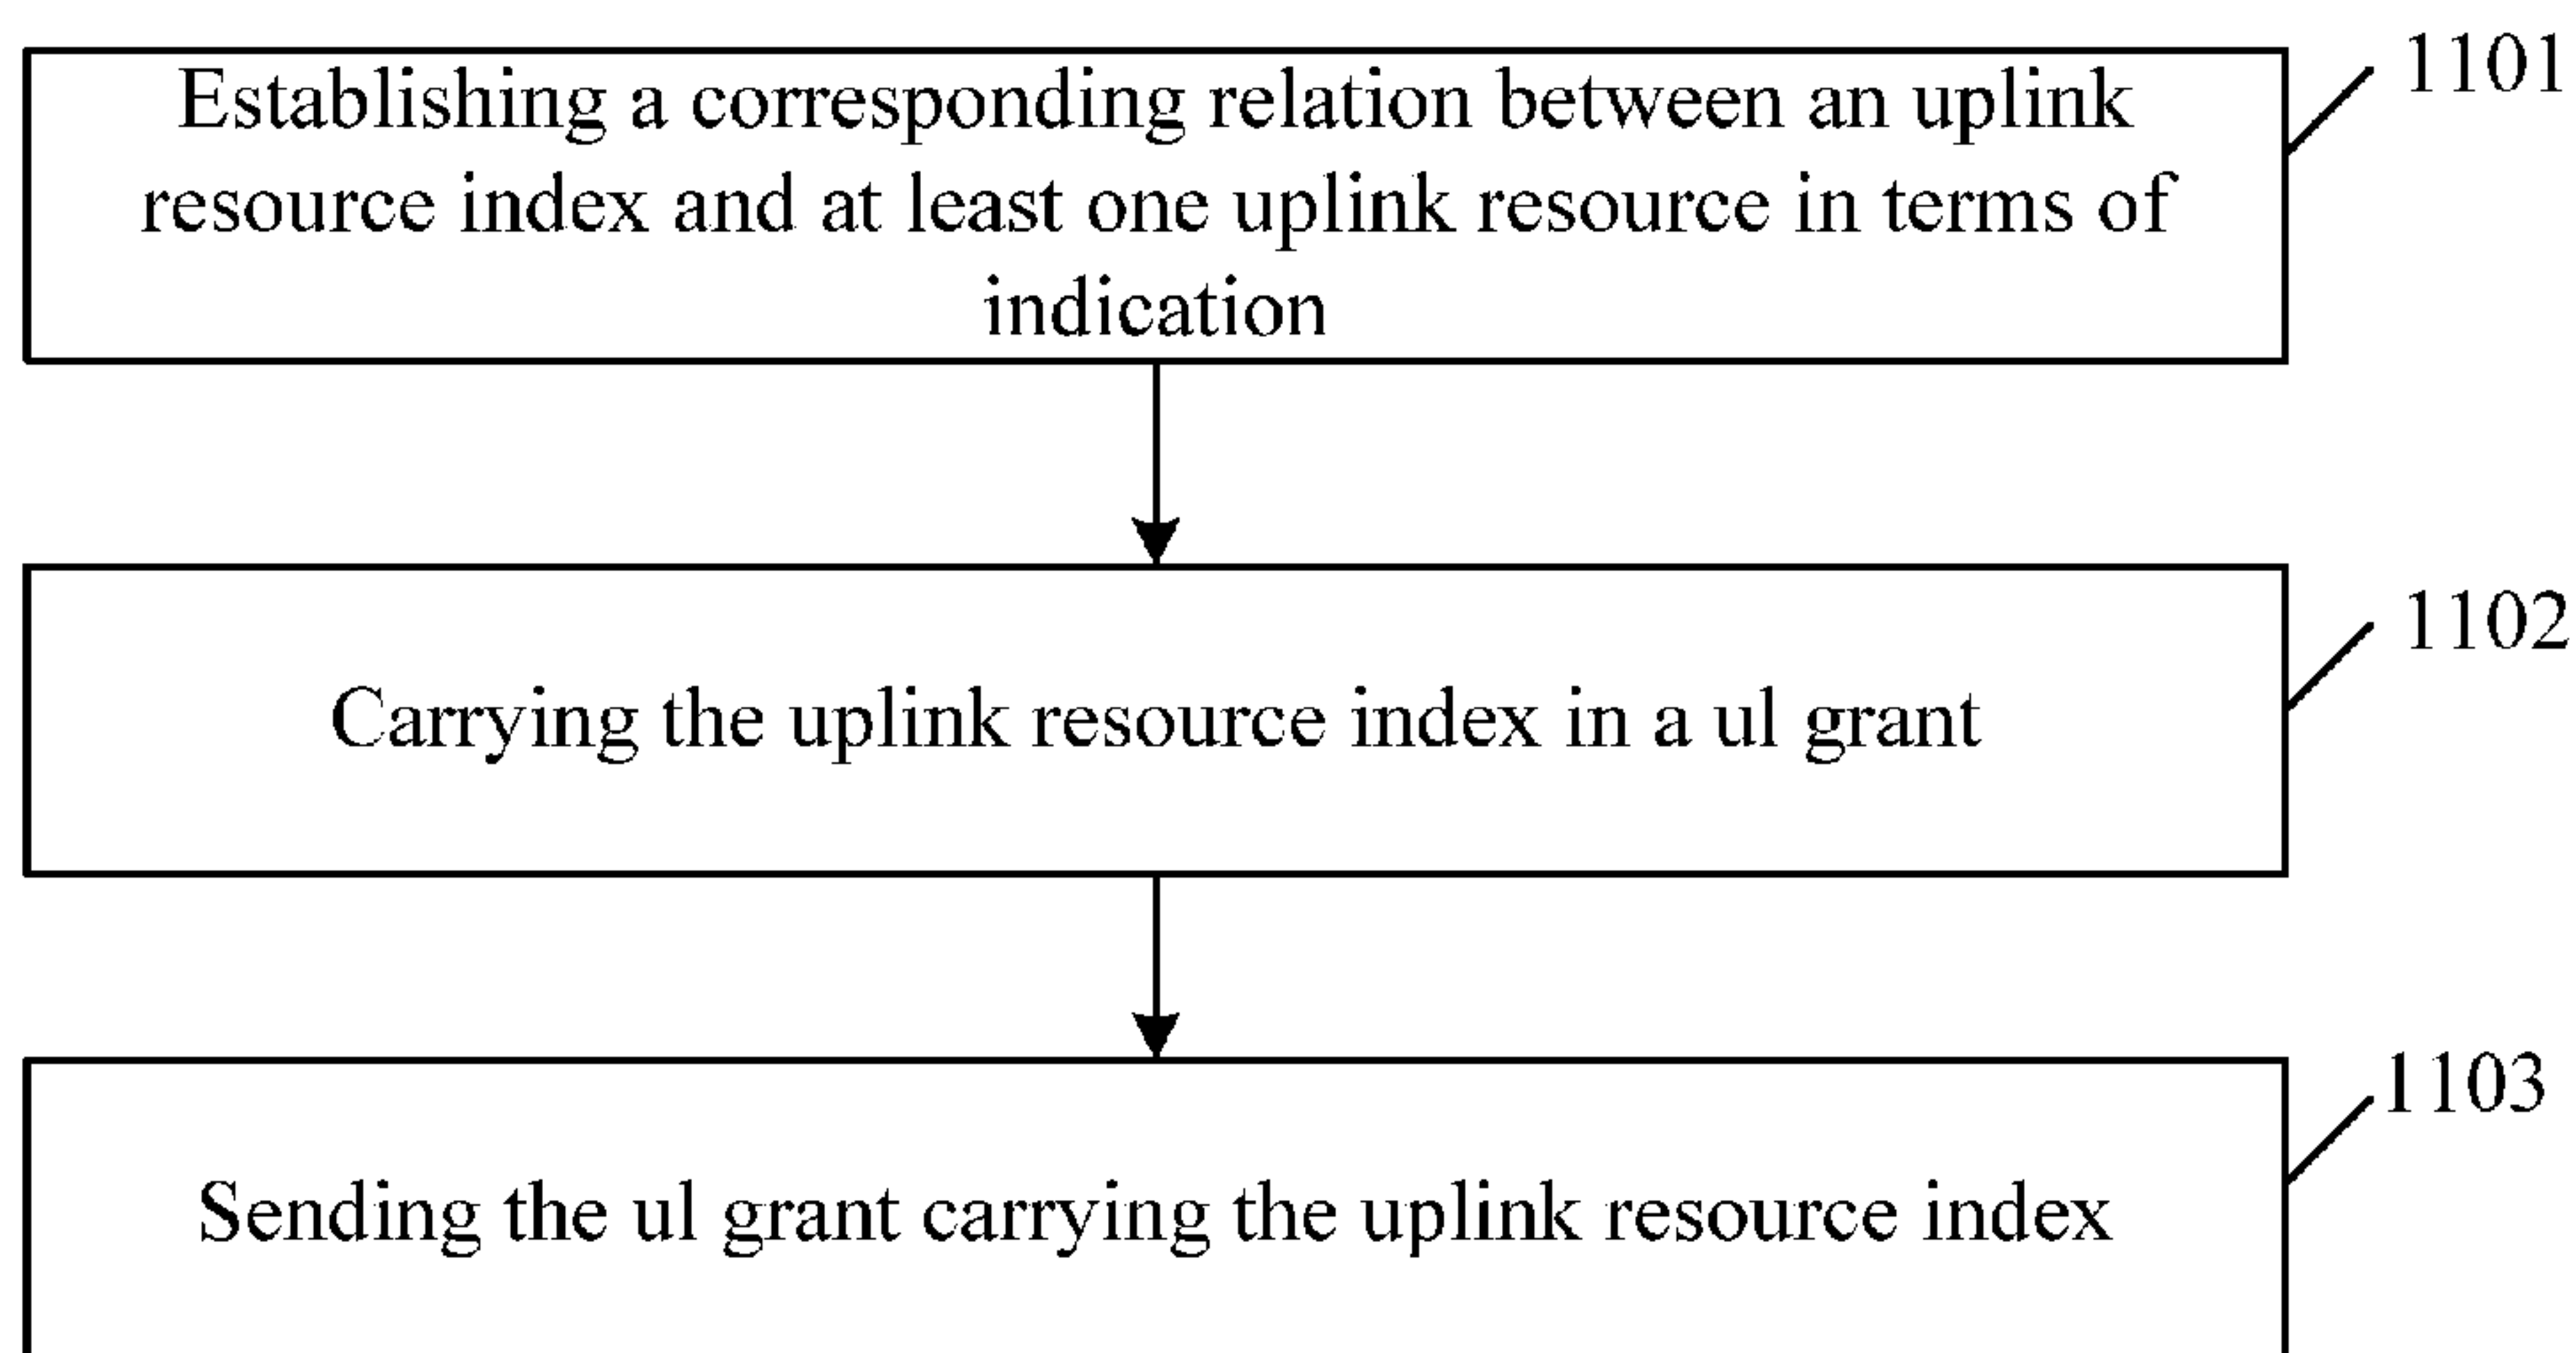 Establishing a corresponding relation between an uplink
resource index and at least one uplink resource in terms of
indication
1101
Carrying the uplink resource index in a ul grant
1102
Sending the ul grant carrying the uplink resource index
1103